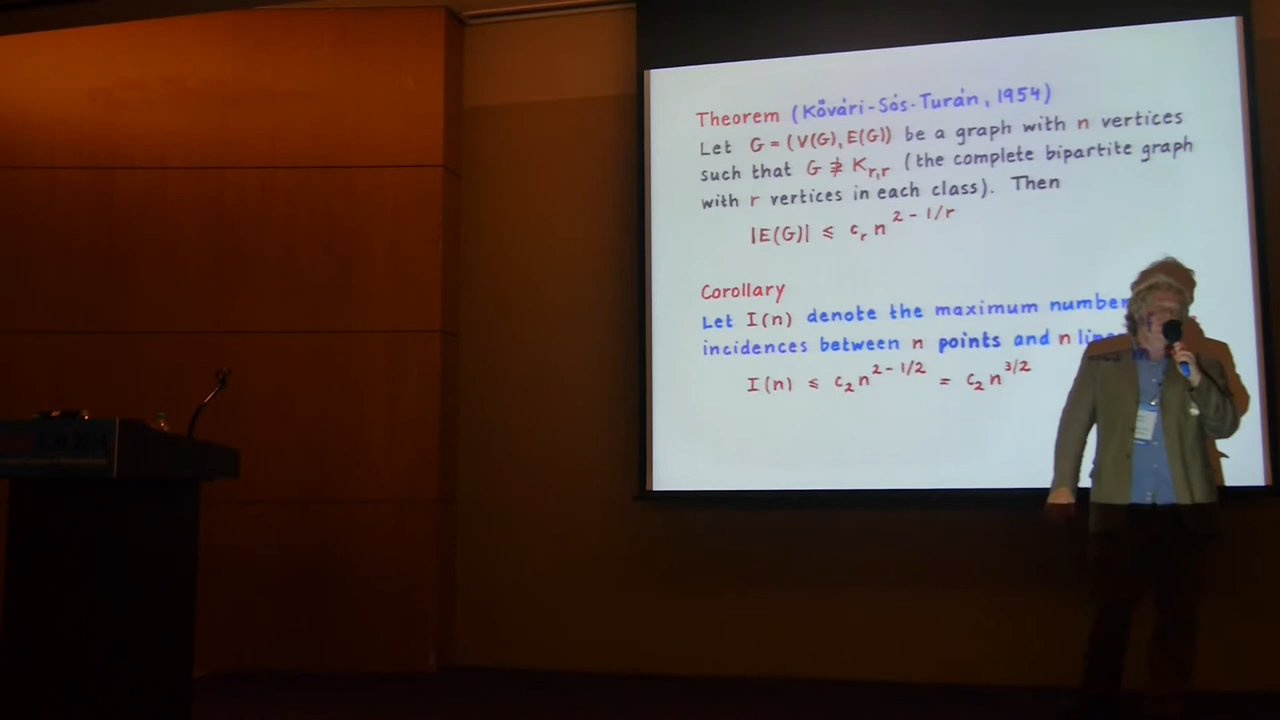 Theorem (Kővári-Sós-Turán, 1954)
Let G = (V(G), E(G)) be a graph with n vertices
such that G ⊉ K_{r,r} (the complete bipartite graph
with r vertices in each class). Then
|E(G)| ≤ c_r n^{2 - 1/r}
Corollary
Let I(n) denote the maximum number
incidences between n points and n lines
I(n) ≤ c_2 n^{2 - 1/2} = c_2 n^{3/2}